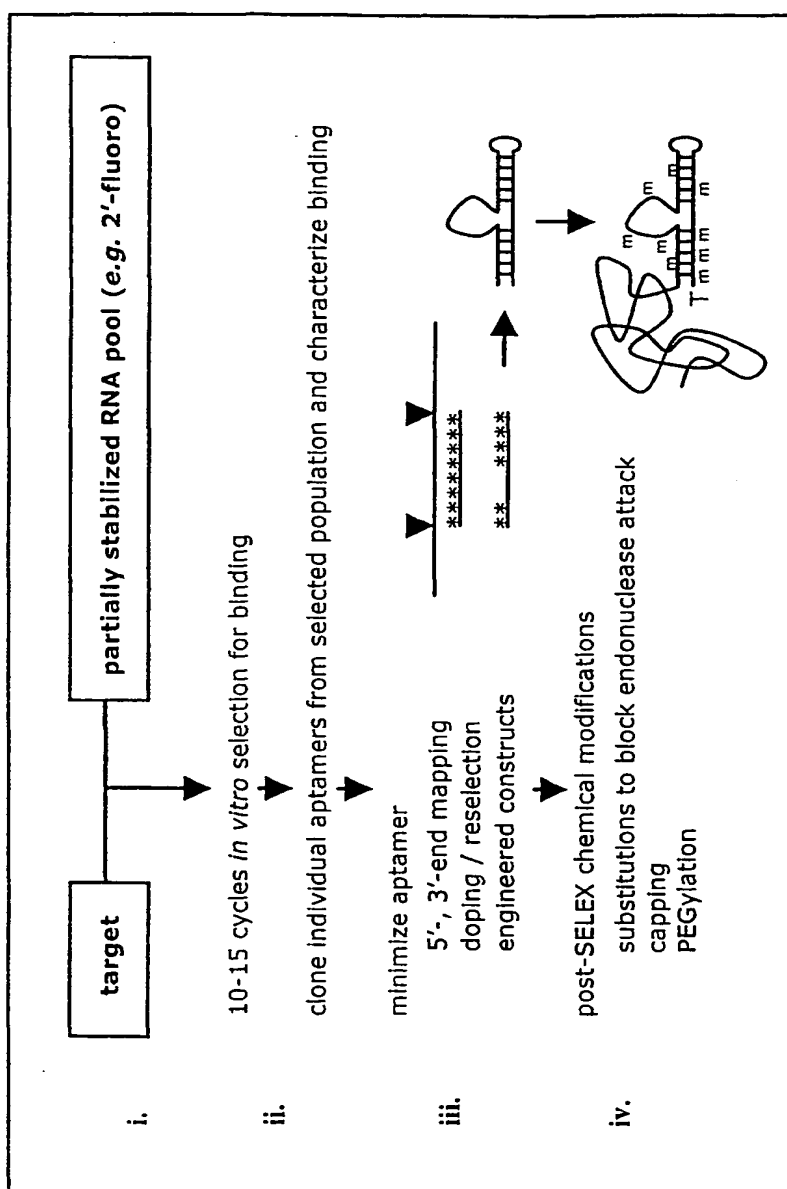 i.
target
partially stabilized RNA pool (e.g. 2'-fluoro)
10-15 cycles in vitro selection for binding
ii.
clone individual aptamers from selected population and characterize binding
iii.
minimize aptamer
5'-, 3'-end mapping
doping / reselection
engineered constructs
*********
** ****
iv.
post-SELEX chemical modifications
substitutions to block endonuclease attack
capping
PEGylation
m
m
m
m
m
m
m
m m m
T